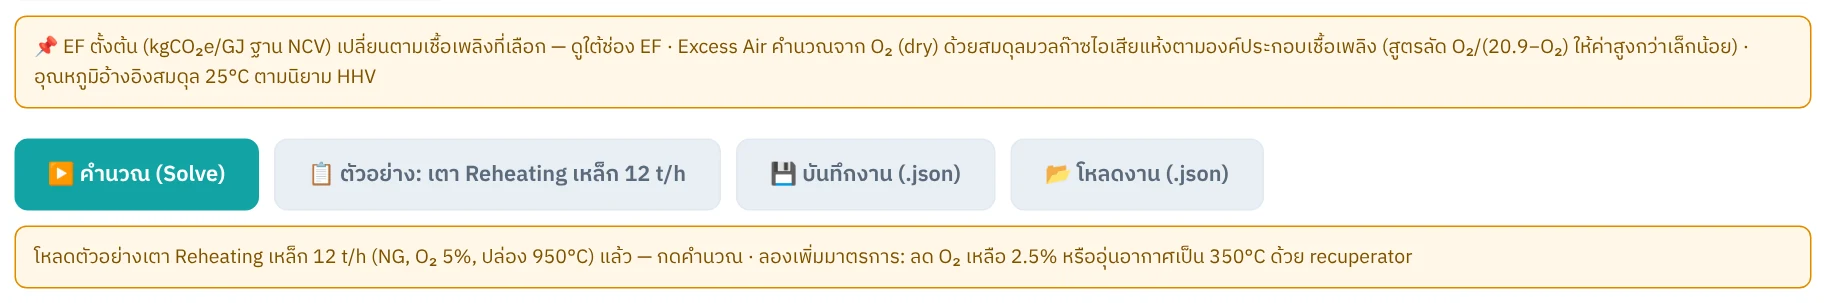 📌 EF ตั้งต้น (kgCO₂e/GJ ฐาน NCV) เปลี่ยนตามเชื้อเพลิงที่เลือก — ดูใต้ช่อง EF · Excess Air คำนวณจาก O₂ (dry) ด้วยสมดุลมวลก๊าซไอเสียแห้งตามองค์ประกอบเชื้อเพลิง (สูตรลัด O₂/(20.9−O₂) ให้ค่าสูงกว่าเล็กน้อย) ·
อุณหภูมิอ้างอิงสมดุล 25°C ตามนิยาม HHV
▶️ คำนวณ (Solve)
📋 ตัวอย่าง: เตา Reheating เหล็ก 12 t/h
💾 บันทึกงาน (.json)
📂 โหลดงาน (.json)
โหลดตัวอย่างเตา Reheating เหล็ก 12 t/h (NG, O₂ 5%, ปล่อง 950°C) แล้ว — กดคำนวณ · ลองเพิ่มมาตรการ: ลด O₂ เหลือ 2.5% หรืออุ่นอากาศเป็น 350°C ด้วย recuperator